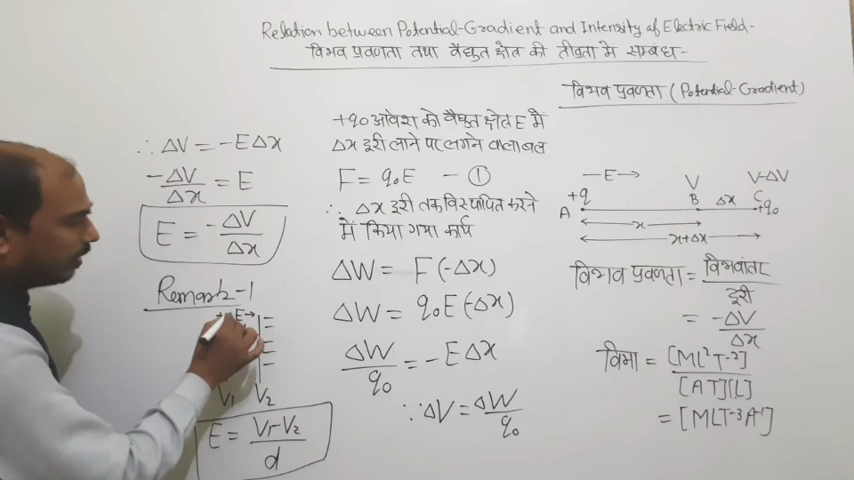 Relation between Potential-Gradient and Intensity of Electric Field-
विभव प्रवणता तथा वैद्युत क्षेत्र की तीव्रता मे सम्बंध-
विभव प्रवणता (Potential-Gradient)
∴ ΔV = -EΔx
-ΔV/Δx = E
E = -ΔV/Δx
Remark-1
E→
V₁ V₂
E = V₁-V₂/d
+q₀ आवेश को वैद्युत क्षेत्र E में
Δx दूरी लाने पर लगने वाला बल
F = q₀E - ①
∴ Δx दूरी तक विस्थापित करने
में किया गया कार्य
ΔW = F(-Δx)
ΔW = q₀E(-Δx)
ΔW/q₀ = -EΔx
∵ ΔV = ΔW/q₀
—E→ V V-ΔV
+q Δx C
A B +q₀
x
x+Δx
विभव प्रवणता = विभवांतर/दूरी
= -ΔV/Δx
विमा = [ML²T⁻²]/[AT][L]
= [MLT⁻³A⁻¹]